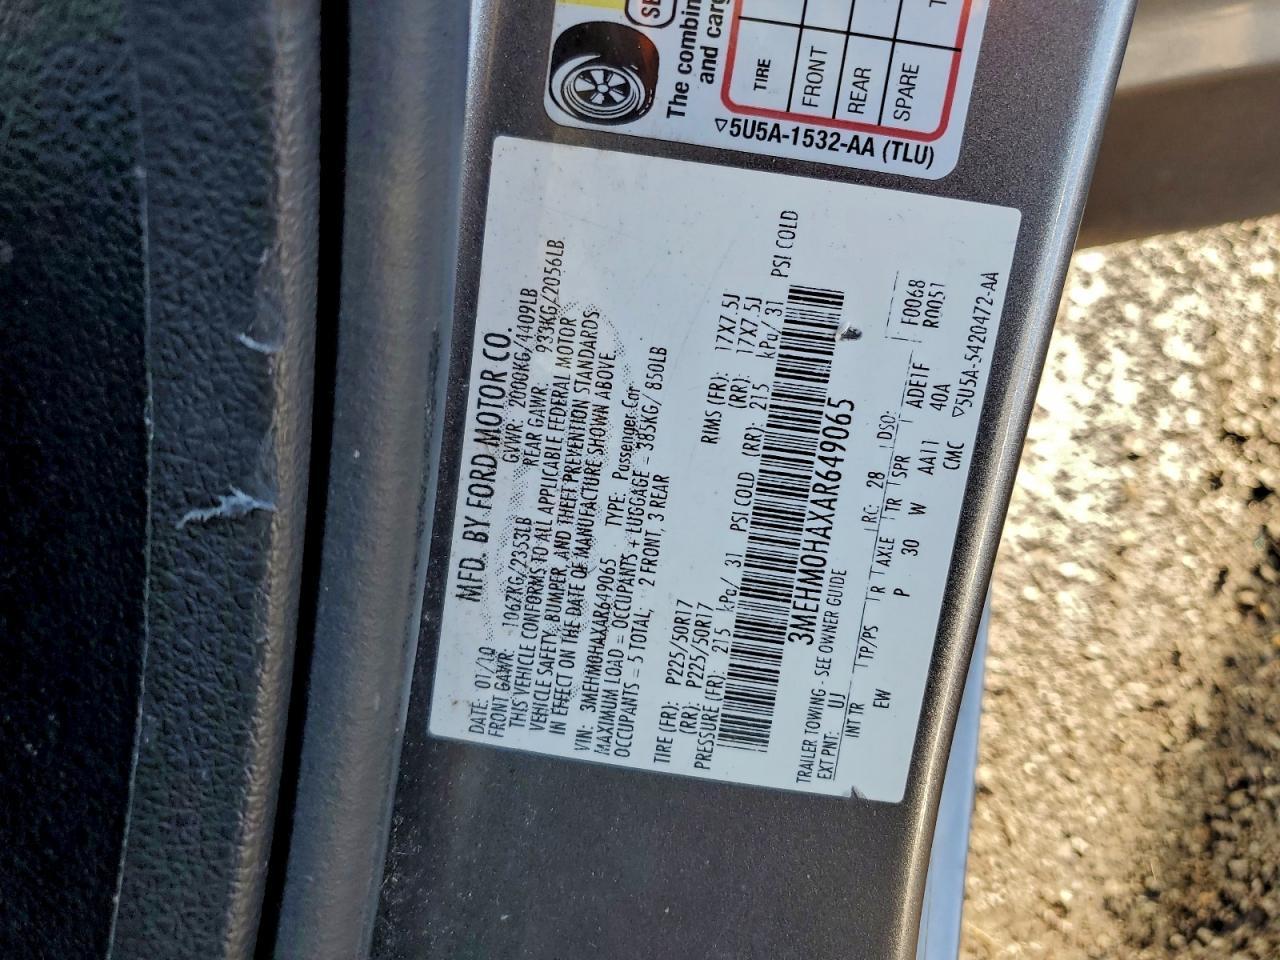 SE
The combin
and carg
TIRE
FRONT
REAR
SPARE
T
▽5U5A-1532-AA (TLU)
MFD. BY FORD MOTOR CO.
DATE: 01/10 GVWR: 2000KG/4409LB
FRONT GAWR: 1067KG/2353LB REAR GAWR: 933KG/2056LB
THIS VEHICLE CONFORMS TO ALL APPLICABLE FEDERAL MOTOR
VEHICLE SAFETY, BUMPER, AND THEFT PREVENTION STANDARDS
IN EFFECT ON THE DATE OF MANUFACTURE SHOWN ABOVE
VIN: 3MEHM0HAXAR649065 TYPE: Passenger Car
MAXIMUM LOAD = OCCUPANTS + LUGGAGE = 385KG/ 850LB
OCCUPANTS = 5 TOTAL; 2 FRONT, 3 REAR
TIRE (FR): P225/50R17 RIMS (FR): 17X7.5J
(RR): P225/50R17 (RR): 17X7.5J
PRESSURE (FR): 215 kPa/ 31 PSI COLD (RR): 215 kPa/ 31 PSI COLD
3MEHM0HAXAR649065
TRAILER TOWING - SEE OWNER GUIDE
EXT PNT: UJ RC: 28 DSO: F0068
INT TR TP/PS R AXLE TR SPR ADE1F R0051
EW P 30 W AA11 40A
CMC ▽5U5A-5420472-AA